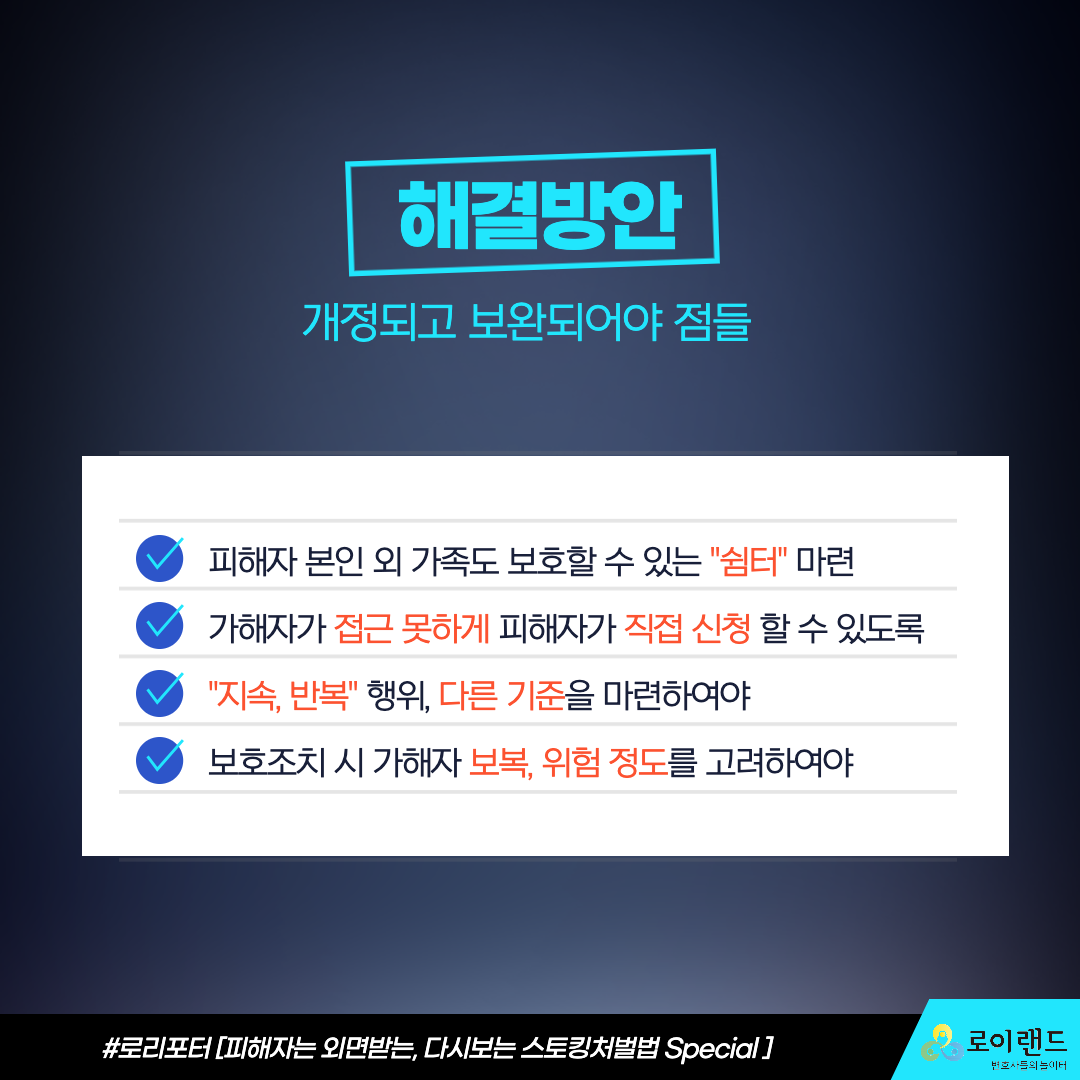 해결방안
개정되고 보완되어야 점들
피해자 본인 외 가족도 보호할 수 있는 "쉼터" 마련
가해자가 접근 못하게 피해자가 직접 신청 할 수 있도록
"지속, 반복" 행위, 다른 기준을 마련하여야
보호조치 시 가해자 보복, 위험 정도를 고려하여야
#로리포터 [피해자는 외면받는, 다시보는 스토킹처벌법 Special ]
로이랜드
변호사들의 놀이터